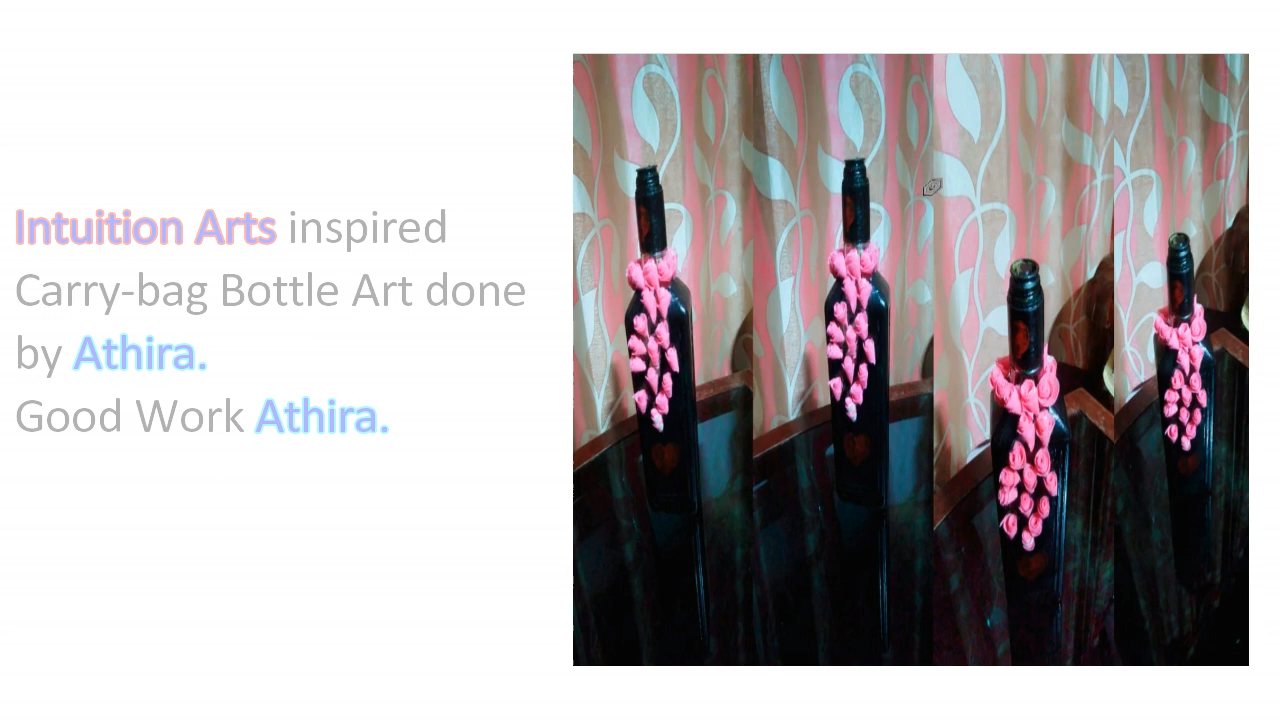 Intuition Arts inspired
Carry-bag Bottle Art done
by Athira.
Good Work Athira.